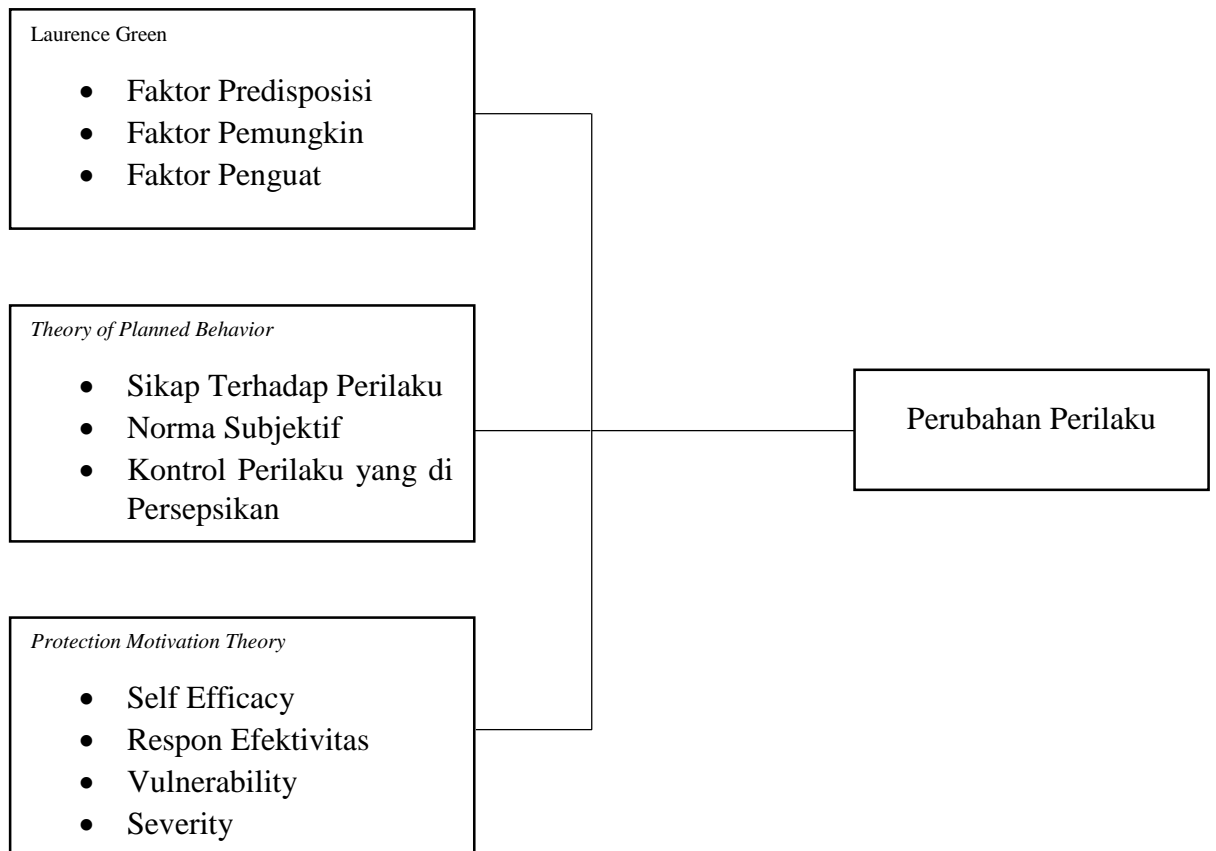 Laurence Green
• Faktor Predisposisi
• Faktor Pemungkin
• Faktor Penguat
Theory of Planned Behavior
• Sikap Terhadap Perilaku
• Norma Subjektif
• Kontrol Perilaku yang di
Persepsikan
Perubahan Perilaku
Protection Motivation Theory
• Self Efficacy
• Respon Efektivitas
• Vulnerability
• Severity